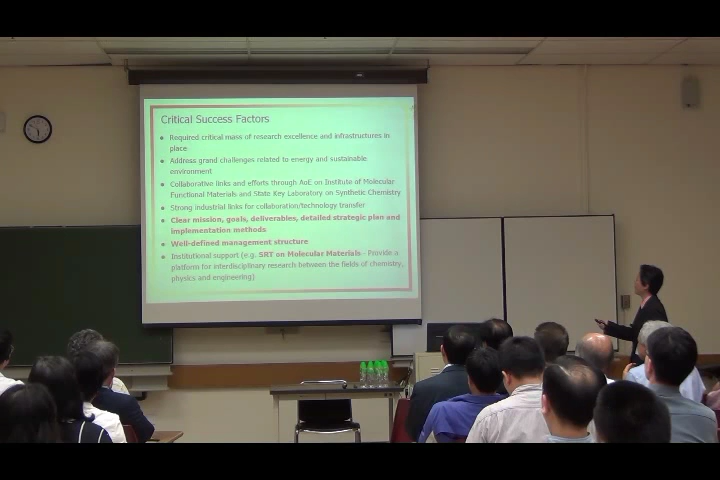 Critical Success Factors
Required critical mass of research excellence and infrastructures in
place
Address grand challenges related to energy and sustainable
environment
Collaborative links and efforts through AoE on Institute of Molecular
Functional Materials and State Key Laboratory on Synthetic Chemistry
Strong industrial links for collaboration/technology transfer
Clear mission, goals, deliverables, detailed strategic plan and
implementation methods
Well-defined management structure
Institutional support (e.g. SRT on Molecular Materials - Provide a
platform for interdisciplinary research between the fields of chemistry,
physics and engineering)